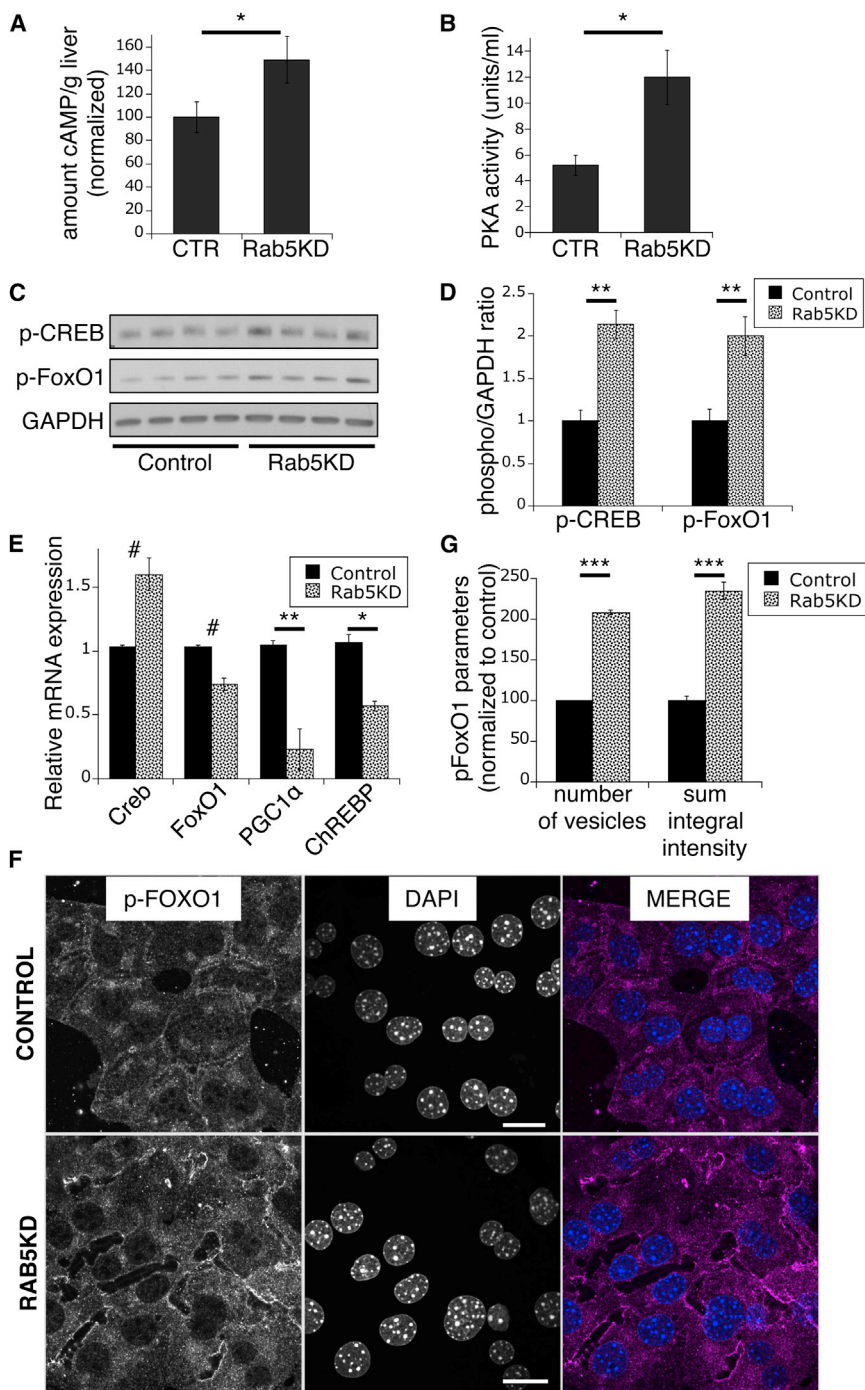 A
amount cAMP/g liver
(normalized)
160
140
120
100
80
60
40
20
0
*
CTR
Rab5KD
B
PKA activity (units/ml)
14
12
10
8
6
4
2
0
*
CTR
Rab5KD
C
p-CREB
p-FoxO1
GAPDH
Control
Rab5KD
D
phospho/GAPDH ratio
2.5
2
1.5
1
0.5
0
**
**
Control
Rab5KD
p-CREB
p-FoxO1
E
Relative mRNA expression
1.5
1
0.5
0
#
#
**
*
Control
Rab5KD
Creb
FoxO1
PGC1α
ChREBP
G
pFoxO1 parameters
(normalized to control)
250
200
150
100
50
0
***
***
Control
Rab5KD
number
of vesicles
sum
integral
intensity
F
p-FOXO1
DAPI
MERGE
CONTROL
RAB5KD